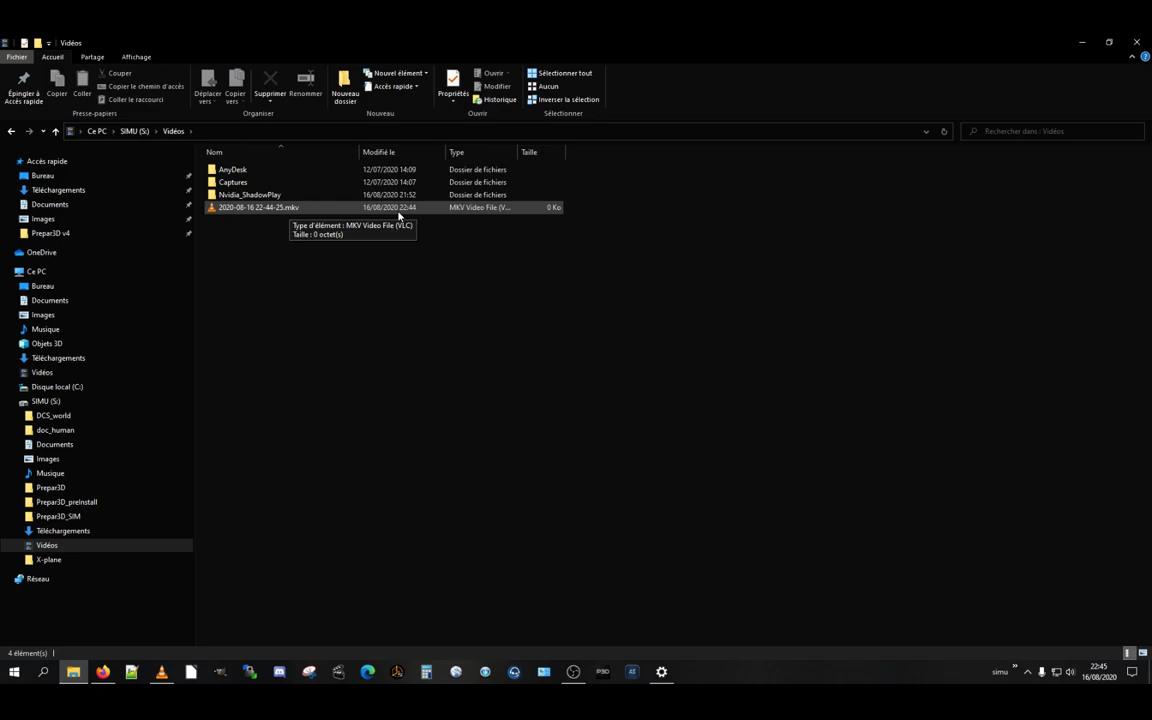 Vidéos
Fichier Accueil Partage Affichage
Épingler à Accès rapide
Copier
Coller
Couper
Copier le chemin d'accès
Coller le raccourci
Presse-papiers
Déplacer vers
Copier vers
Supprimer
Renommer
Organiser
Nouveau dossier
Nouvel élément
Accès rapide
Nouveau
Propriétés
Ouvrir
Modifier
Historique
Ouvrir
Sélectionner tout
Aucun
Inverser la sélection
Sélectionner
Ce PC › SIMU (S:) › Vidéos ›
Rechercher dans : Vidéos
Nom Modifié le Type Taille
AnyDesk 12/07/2020 14:09 Dossier de fichiers
Captures 12/07/2020 14:07 Dossier de fichiers
Nvidia_ShadowPlay 16/08/2020 21:52 Dossier de fichiers
2020-08-16 22-44-25.mkv 16/08/2020 22:44 MKV Video File (V... 0 Ko
Type d'élément : MKV Video File (VLC)
Taille : 0 octet(s)
Accès rapide
Bureau
Téléchargements
Documents
Images
Prepar3D v4
OneDrive
Ce PC
Bureau
Documents
Images
Musique
Objets 3D
Téléchargements
Vidéos
Disque local (C:)
SIMU (S:)
DCS_world
doc_human
Documents
Images
Musique
Prepar3D
Prepar3D_preInstall
Prepar3D_SIM
Téléchargements
Vidéos
X-plane
Réseau
4 élément(s)
P3D
AS
simu
22:45
16/08/2020